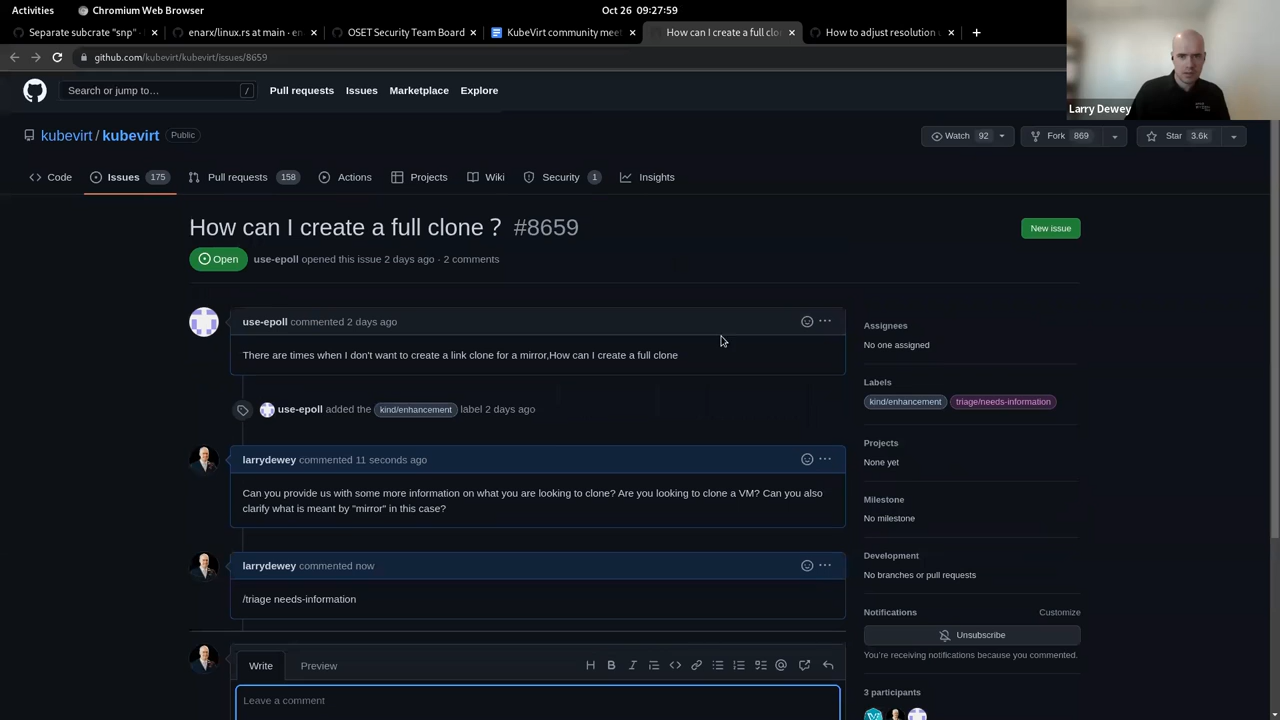 Activities
Chromium Web Browser
Oct 26 09:27:59
Separate subcrate "snp"
enarx/linux.rs at main
OSET Security Team Board
KubeVirt community mee
How can I create a full clo
How to adjust resolution
github.com/kubevirt/kubevirt/issues/8659
Larry Dewey
Search or jump to…
/
Pull requests
Issues
Marketplace
Explore
kubevirt / kubevirt
Public
Watch 92
Fork 869
Star 3.6k
Code
Issues 175
Pull requests 158
Actions
Projects
Wiki
Security 1
Insights
How can I create a full clone？ #8659
New issue
Open
use-epoll opened this issue 2 days ago · 2 comments
use-epoll commented 2 days ago
There are times when I don't want to create a link clone for a mirror,How can I create a full clone
use-epoll added the kind/enhancement label 2 days ago
larrydewey commented 11 seconds ago
Can you provide us with some more information on what you are looking to clone? Are you looking to clone a VM? Can you also
clarify what is meant by "mirror" in this case?
larrydewey commented now
/triage needs-information
Write
Preview
Leave a comment
Assignees
No one assigned
Labels
kind/enhancement
triage/needs-information
Projects
None yet
Milestone
No milestone
Development
No branches or pull requests
Notifications
Customize
Unsubscribe
You're receiving notifications because you commented.
3 participants